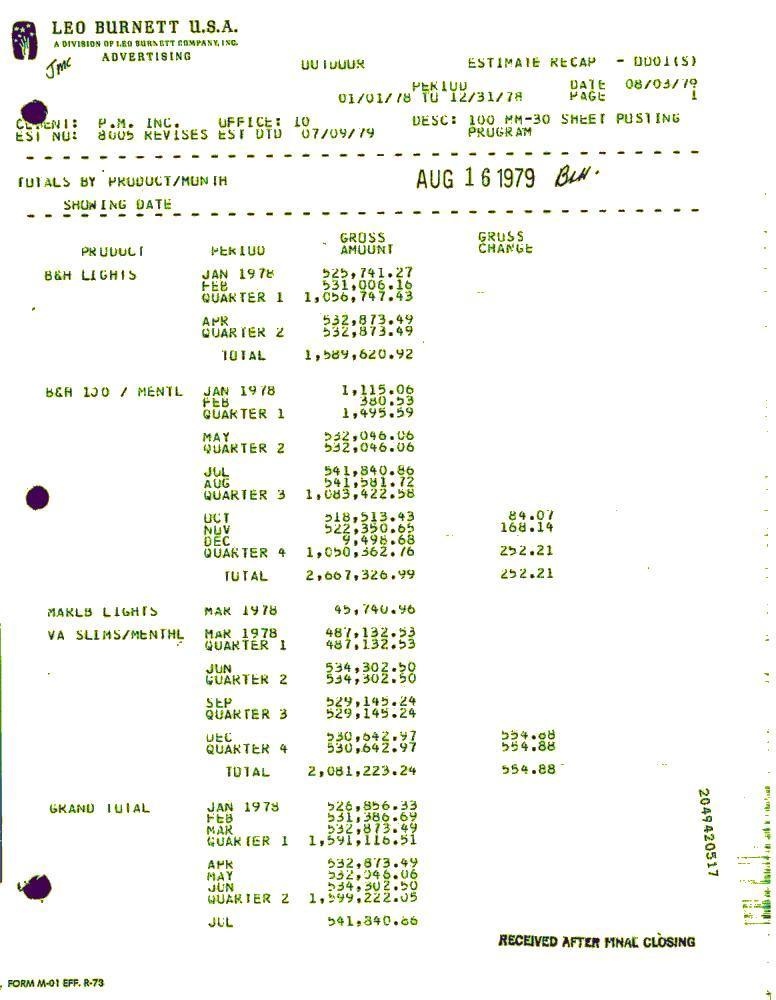 LEO BURNETT U.S.A.
A DIVISION OF LEO BURNETT COMPANY, INC.
ADVERTISING
JMC
OUTDOOR ESTIMATE RECAP - DD01(S)
PERIOD DATE 08/03/79
01/01/78 TO 12/31/78 PAGE 1
CLIENT: P.M. INC. OFFICE: 10 DESC: 100 MM-30 SHEET POSTING
EST NO: 8005 REVISES EST DTD 07/09/79 PROGRAM
TOTALS BY PRODUCT/MONTH AUG 16 1979
SHOWING DATE
GROSS GROSS
PRODUCT PERIOD AMOUNT CHANGE
B&H LIGHTS JAN 1978 525,741.27
FEB 531,006.16
QUARTER 1 1,056,747.43
APR 532,873.49
QUARTER 2 532,873.49
TOTAL 1,589,620.92
B&H 100 / MENTL JAN 1978 1,115.06
FEB 380.53
QUARTER 1 1,495.59
MAY 532,046.06
QUARTER 2 532,046.06
JUL 541,840.86
AUG 541,581.72
QUARTER 3 1,083,422.58
OCT 518,513.43 84.07
NOV 522,350.65 168.14
DEC 9,498.68
QUARTER 4 1,050,362.76 252.21
TOTAL 2,667,326.99 252.21
MARLB LIGHTS MAR 1978 45,740.96
VA SLIMS/MENTHL MAR 1978 487,132.53
QUARTER 1 487,132.53
JUN 534,302.50
QUARTER 2 534,302.50
SEP 529,145.24
QUARTER 3 529,145.24
DEC 530,642.97 554.88
QUARTER 4 530,642.97 554.88
TOTAL 2,081,223.24 554.88
GRAND TOTAL JAN 1978 526,856.33
FEB 531,386.69
MAR 532,873.49
QUARTER 1 1,591,116.51
APR 532,873.49
MAY 532,046.06
JUN 534,302.50
QUARTER 2 1,599,222.05
JUL 541,840.86
2049420517
RECEIVED AFTER FINAL CLOSING
FORM M-01 EFF. R-73